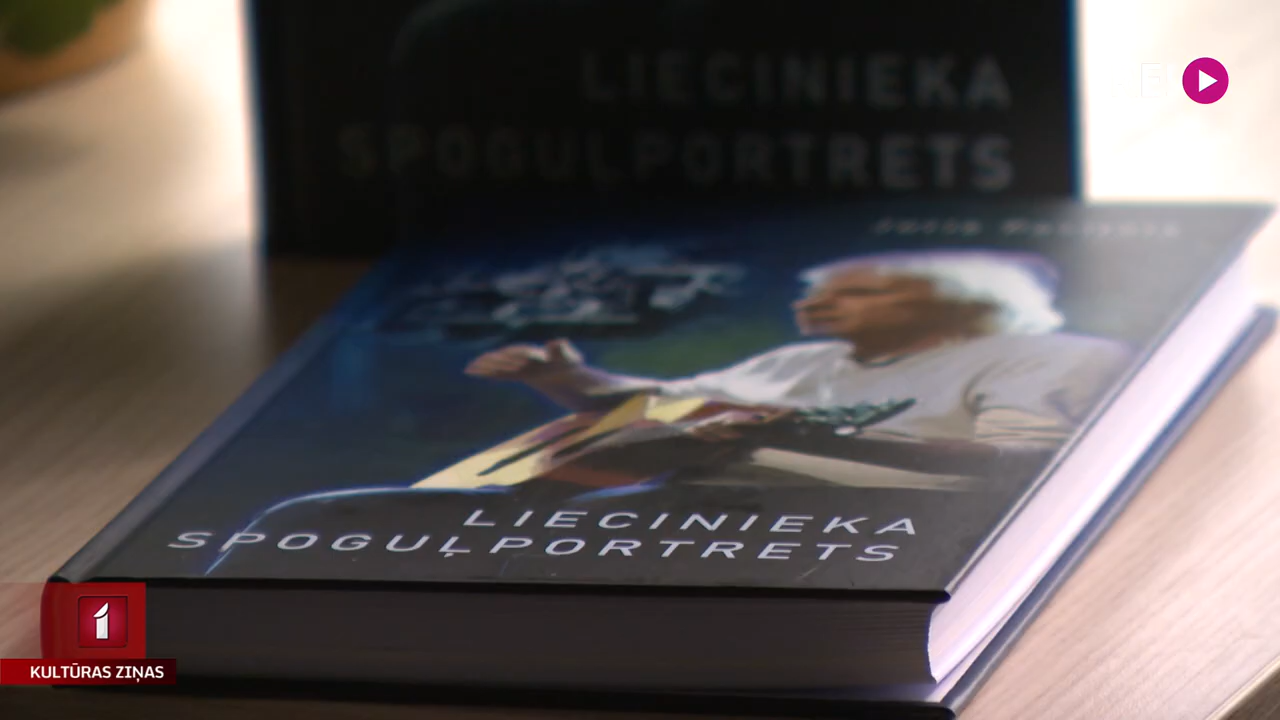 LIECINIEKA
SPOGUĻPORTRETS
LIECINIEKA
SPOGUĻPORTRETS
1
KULTŪRAS ZIŅAS